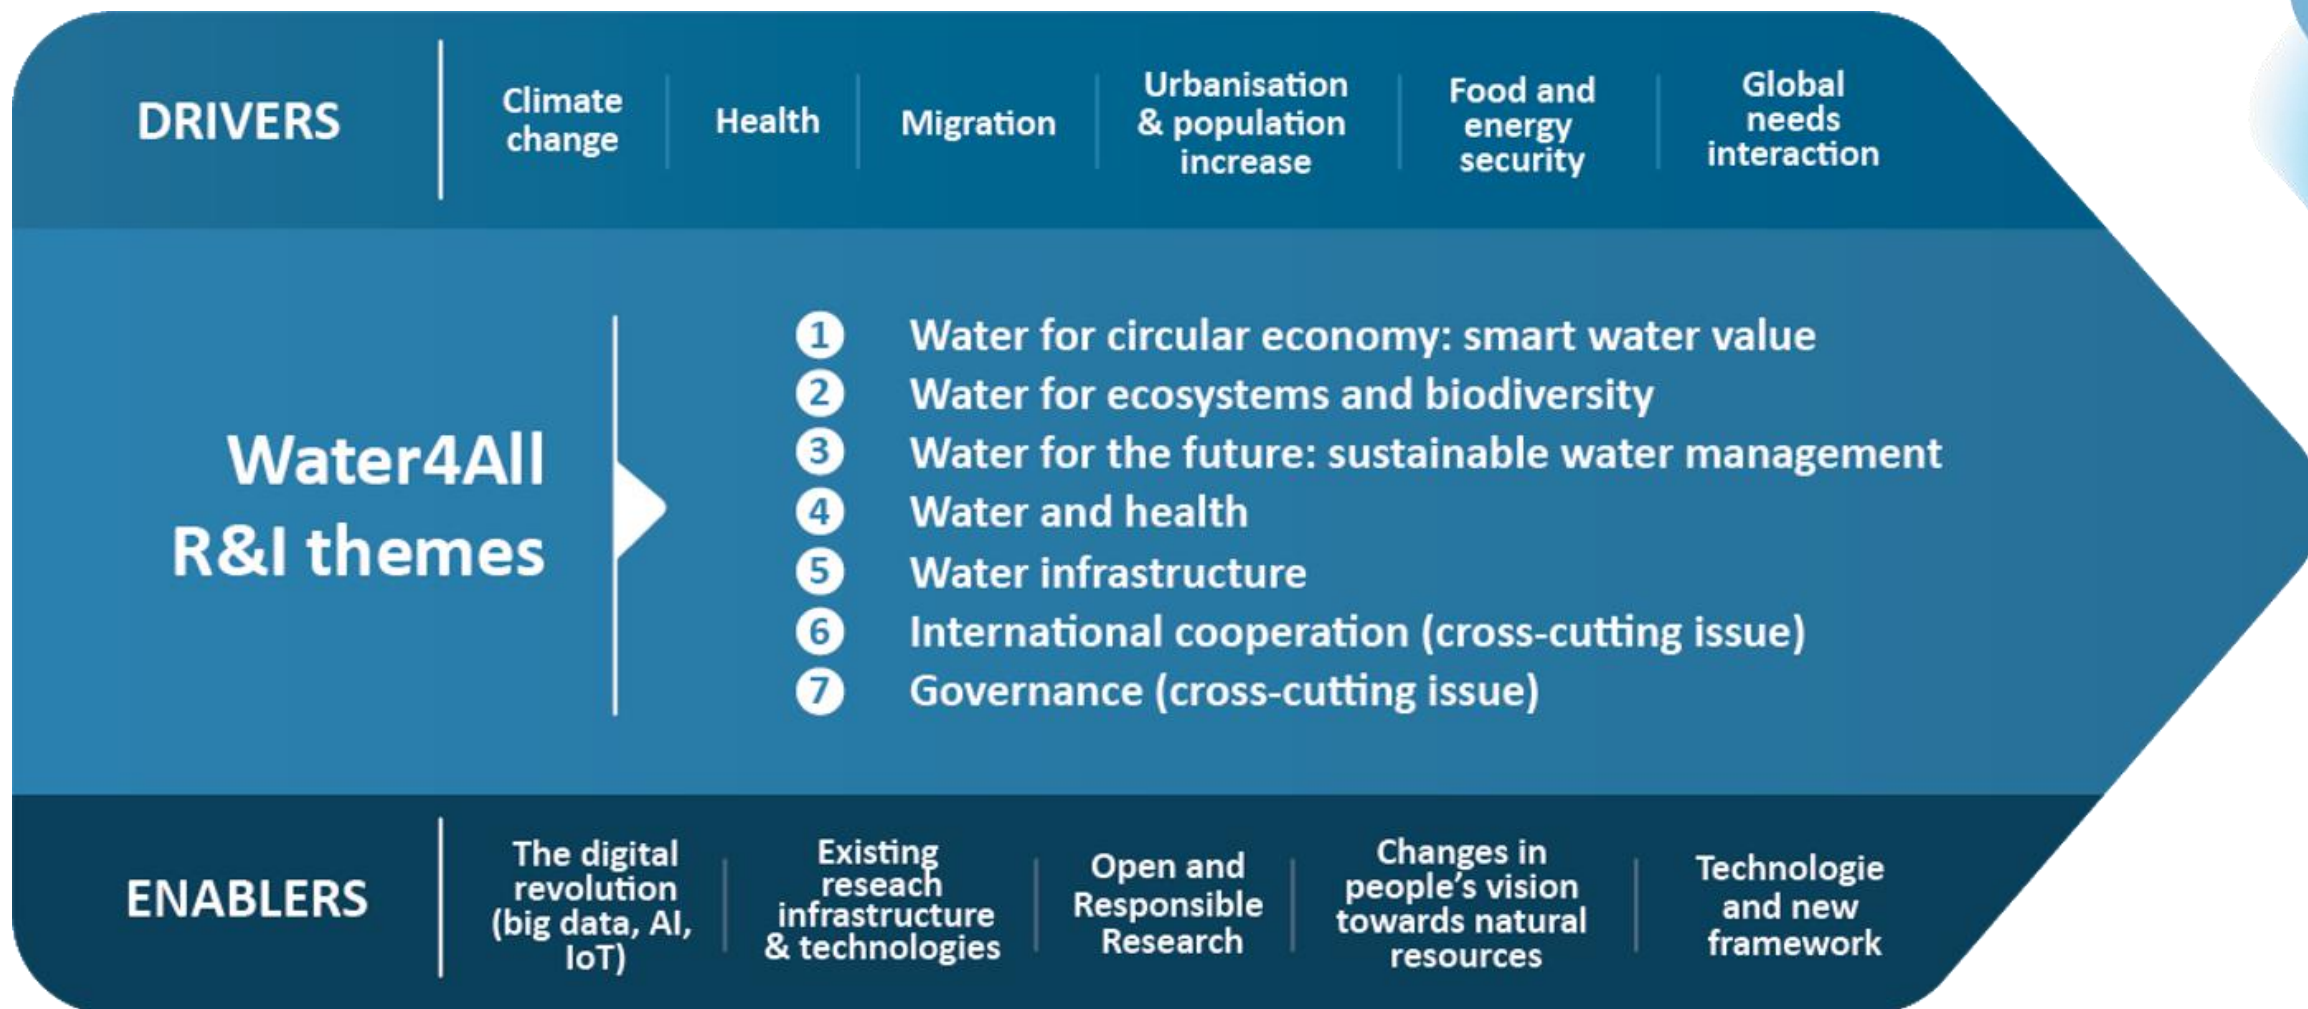 DRIVERS
Climate
change
Health
Migration
Urbanisation
& population
increase
Food and
energy
security
Global
needs
interaction
Water4All
R&I themes
1 Water for circular economy: smart water value
2 Water for ecosystems and biodiversity
3 Water for the future: sustainable water management
4 Water and health
5 Water infrastructure
6 International cooperation (cross-cutting issue)
7 Governance (cross-cutting issue)
ENABLERS
The digital
revolution
(big data, AI,
IoT)
Existing
reseach
infrastructure
& technologies
Open and
Responsible
Research
Changes in
people’s vision
towards natural
resources
Technologie
and new
framework